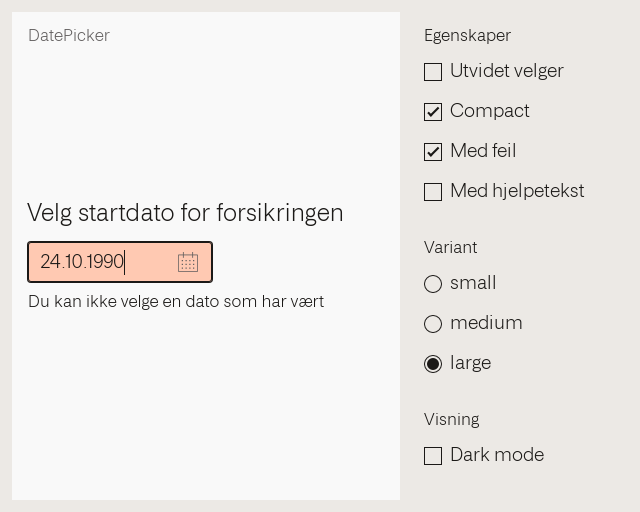 DatePicker
Velg startdato for forsikringen
24.10.1990
Du kan ikke velge en dato som har vært
Egenskaper
Utvidet velger
Compact
Med feil
Med hjelpetekst
Variant
small
medium
large
Visning
Dark mode